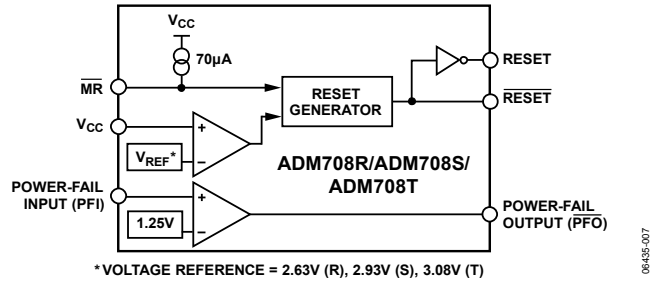 VCC
70µA
MR
RESET
GENERATOR
RESET
RESET
VCC
VREF*
+
−
ADM708R/ADM708S/
ADM708T
POWER-FAIL
INPUT (PFI)
1.25V
+
−
POWER-FAIL
OUTPUT (PFO)
*VOLTAGE REFERENCE = 2.63V (R), 2.93V (S), 3.08V (T)
06435-007